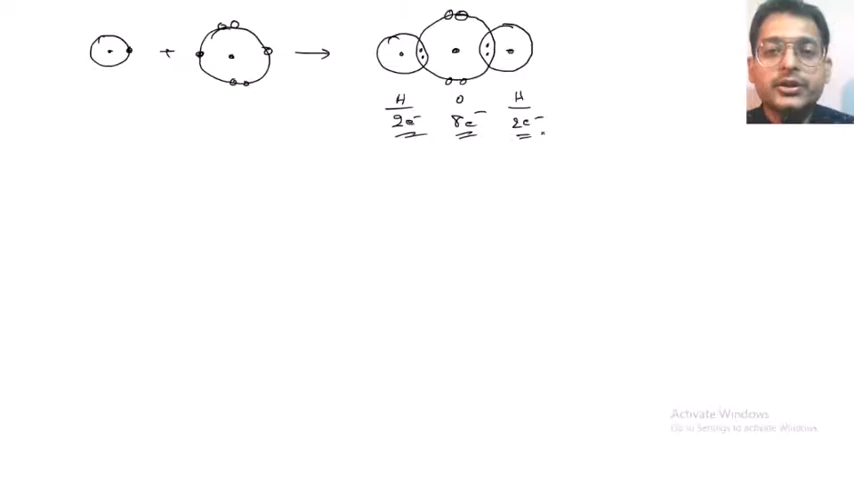 + →
H O H
2e⁻ 8e⁻ 2e⁻
Activate Windows
Go to Settings to activate Windows.